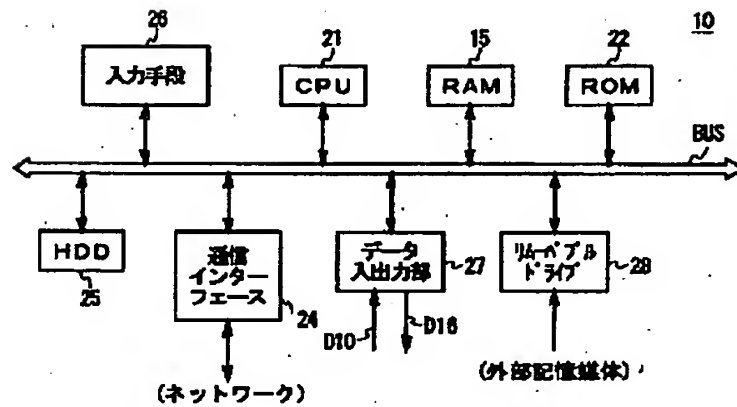 26
入力手段
21
CPU
15
RAM
22
ROM
10
BUS
HDD
25
通信
インター
フェース
24
(ネットワーク)
データ
入出力部
27
D10
D16
リムーバブル
ドライブ
28
(外部記憶媒体)